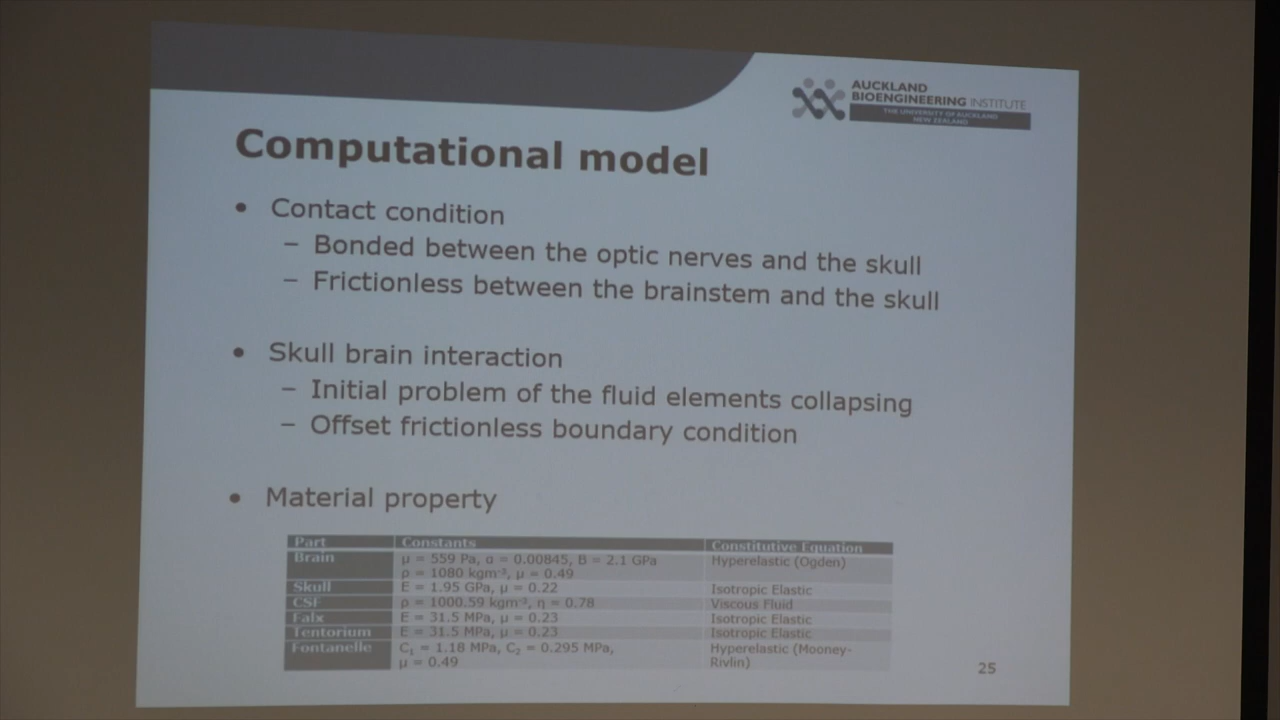 AUCKLAND
BIOENGINEERING INSTITUTE
THE UNIVERSITY OF AUCKLAND
NEW ZEALAND
Computational model
• Contact condition
– Bonded between the optic nerves and the skull
– Frictionless between the brainstem and the skull
• Skull brain interaction
– Initial problem of the fluid elements collapsing
– Offset frictionless boundary condition
• Material property
Part Constants Constitutive Equation
Brain μ = 559 Pa, α = 0.00845, B = 2.1 GPa Hyperelastic (Ogden)
ρ = 1080 kgm⁻³, μ = 0.49
Skull E = 1.95 GPa, μ = 0.22 Isotropic Elastic
CSF ρ = 1000.59 kgm⁻³, η = 0.78 Viscous Fluid
Falx E = 31.5 MPa, μ = 0.23 Isotropic Elastic
Tentorium E = 31.5 MPa, μ = 0.23 Isotropic Elastic
Fontanelle C₁ = 1.18 MPa, C₂ = 0.295 MPa, Hyperelastic (Mooney-
μ = 0.49 Rivlin)
25